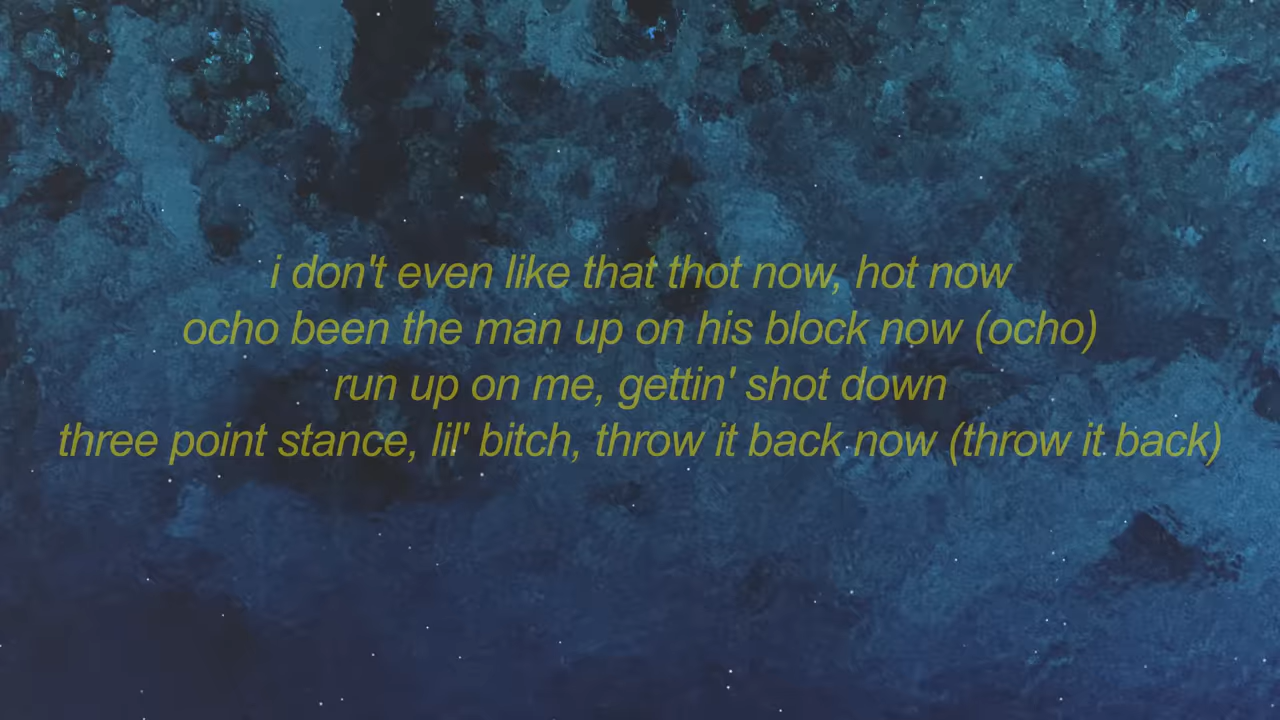 i don't even like that thot now, hot now
ocho been the man up on his block now (ocho)
run up on me, gettin' shot down
three point stance, lil' bitch, throw it back now (throw it back)